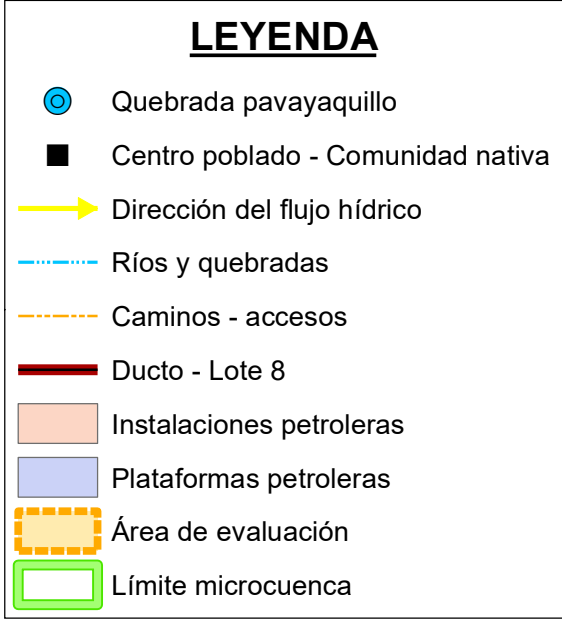 LEYENDA
Quebrada pavayaquillo
Centro poblado - Comunidad nativa
Dirección del flujo hídrico
Ríos y quebradas
Caminos - accesos
Ducto - Lote 8
Instalaciones petroleras
Plataformas petroleras
Área de evaluación
Límite microcuenca